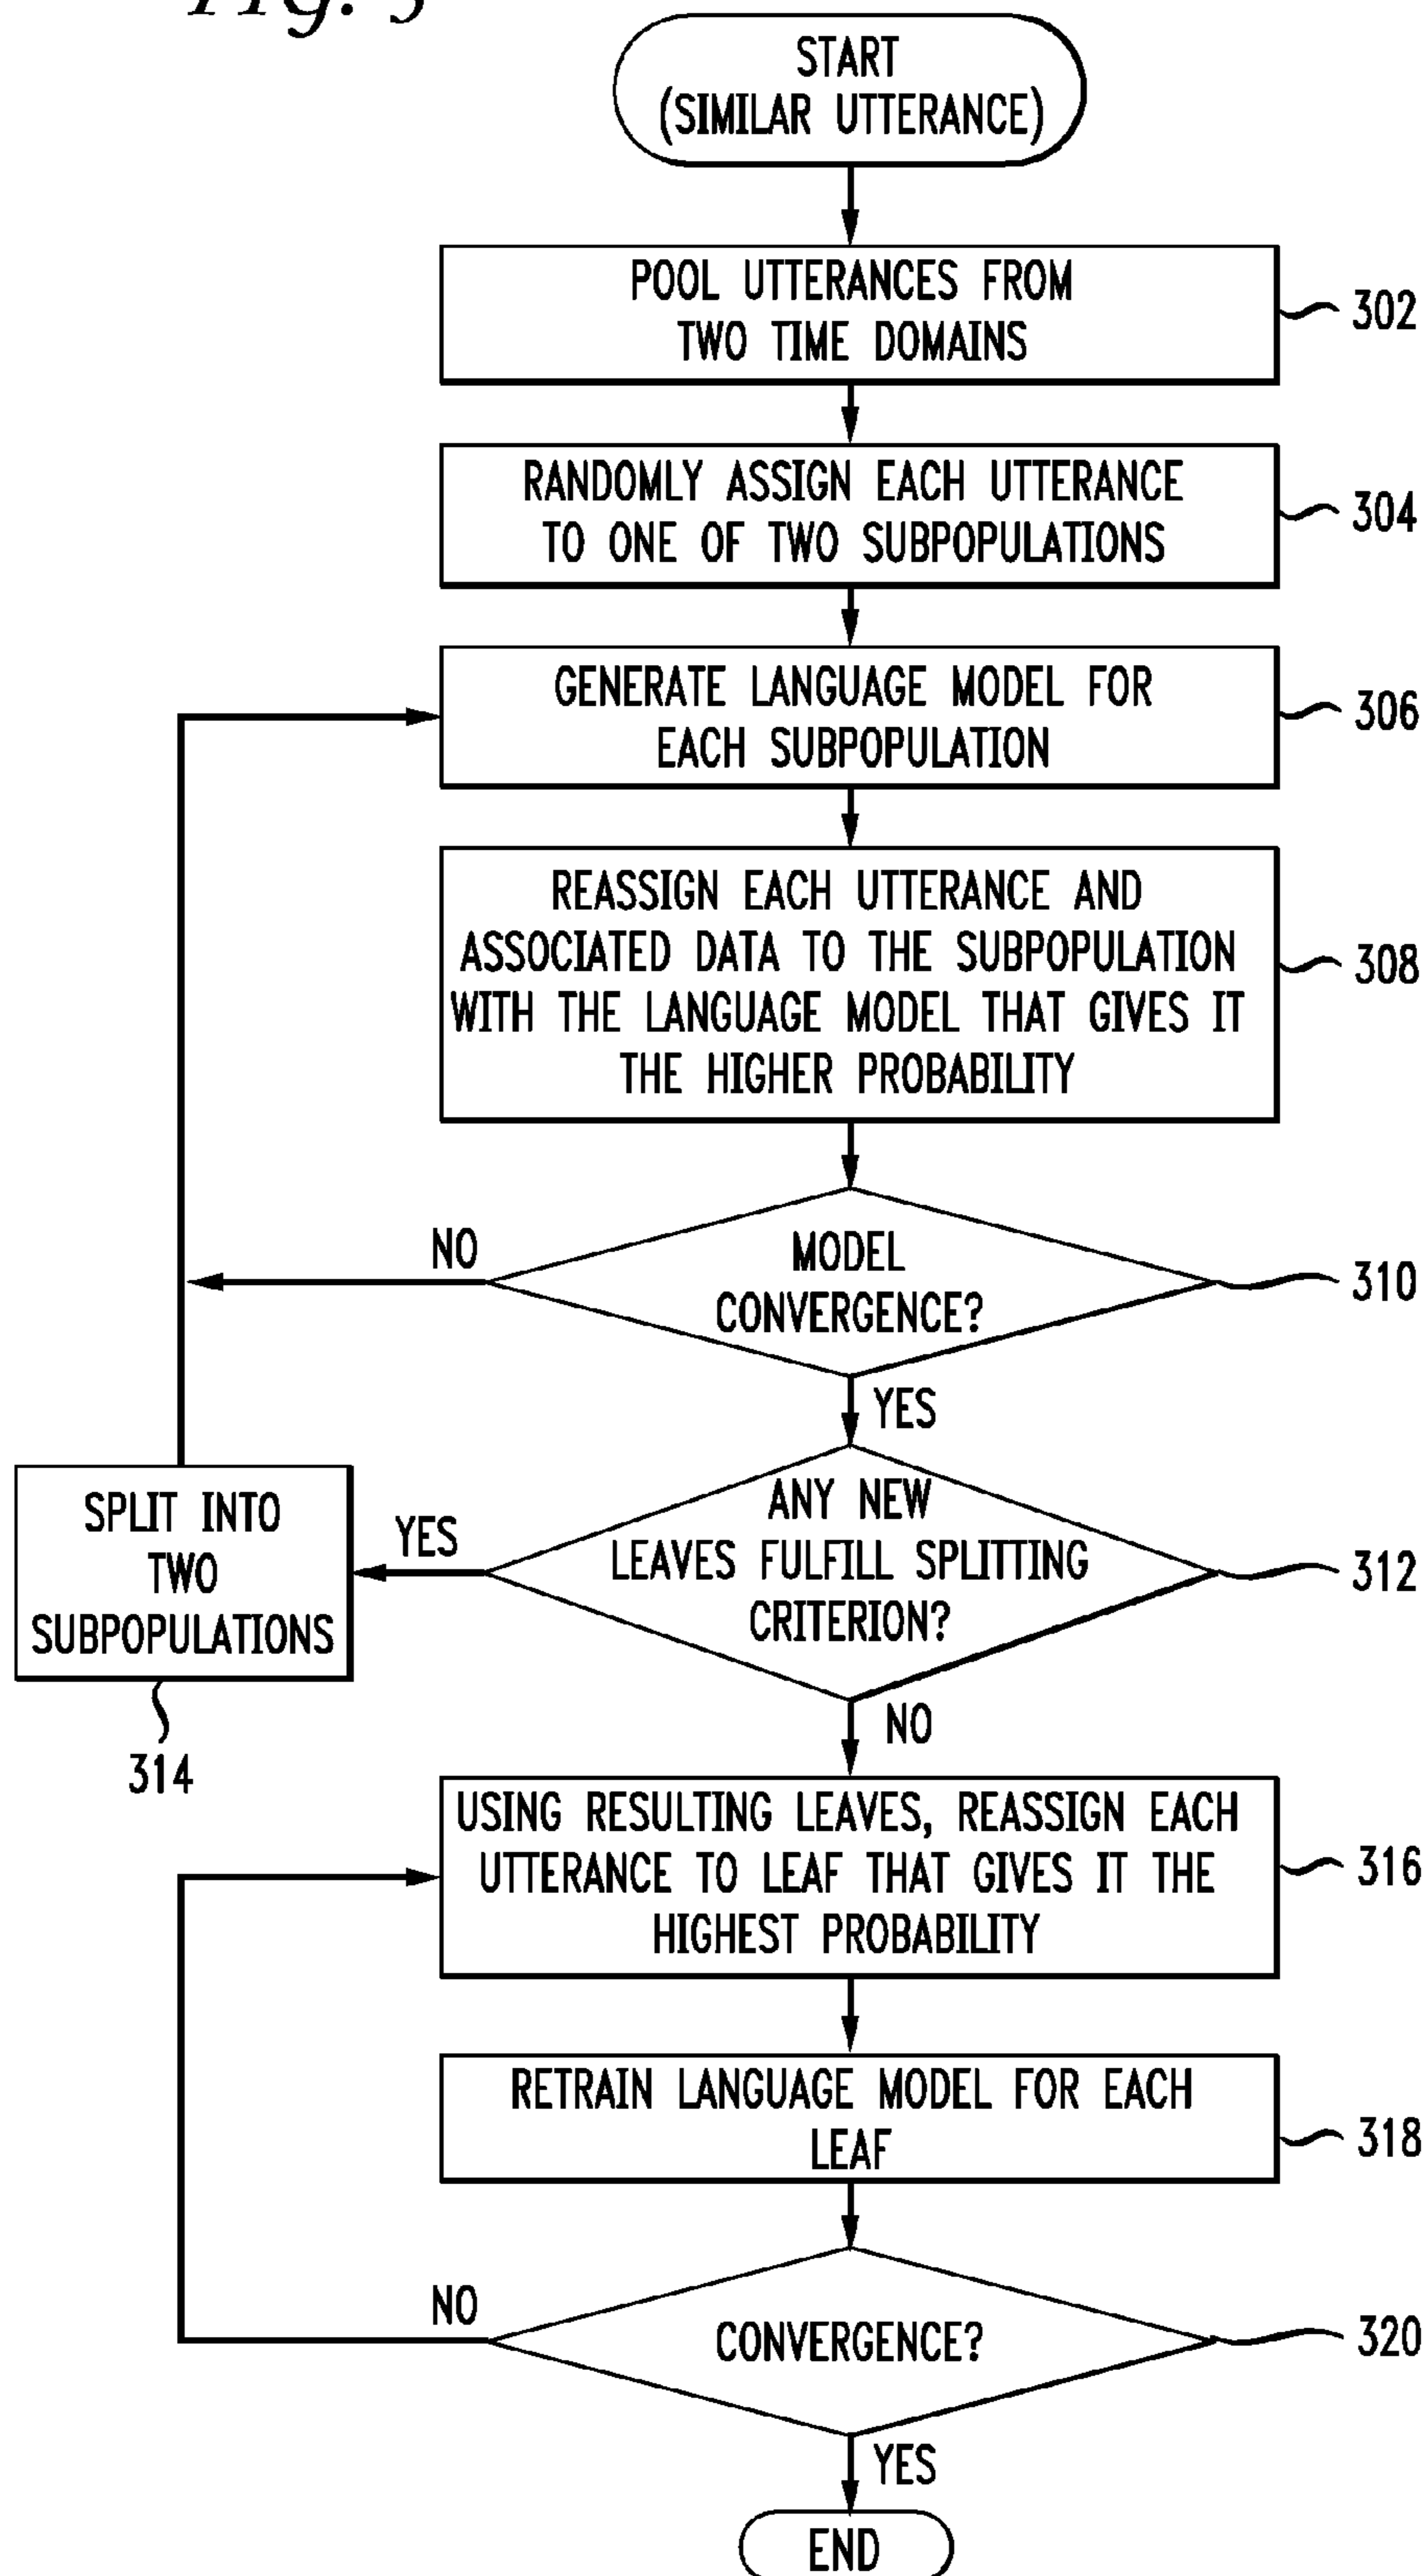 START
(SIMILAR UTTERANCE)
POOL UTTERANCES FROM
TWO TIME DOMAINS
302
RANDOMLY ASSIGN EACH UTTERANCE
TO ONE OF TWO SUBPOPULATIONS
304
GENERATE LANGUAGE MODEL FOR
EACH SUBPOPULATION
306
REASSIGN EACH UTTERANCE AND
ASSOCIATED DATA TO THE SUBPOPULATION
WITH THE LANGUAGE MODEL THAT GIVES IT
THE HIGHER PROBABILITY
308
NO
MODEL
CONVERGENCE?
310
YES
SPLIT INTO
TWO
SUBPOPULATIONS
314
YES
ANY NEW
LEAVES FULFILL SPLITTING
CRITERION?
312
NO
USING RESULTING LEAVES, REASSIGN EACH
UTTERANCE TO LEAF THAT GIVES IT THE
HIGHEST PROBABILITY
316
RETRAIN LANGUAGE MODEL FOR EACH
LEAF
318
NO
CONVERGENCE?
320
YES
END